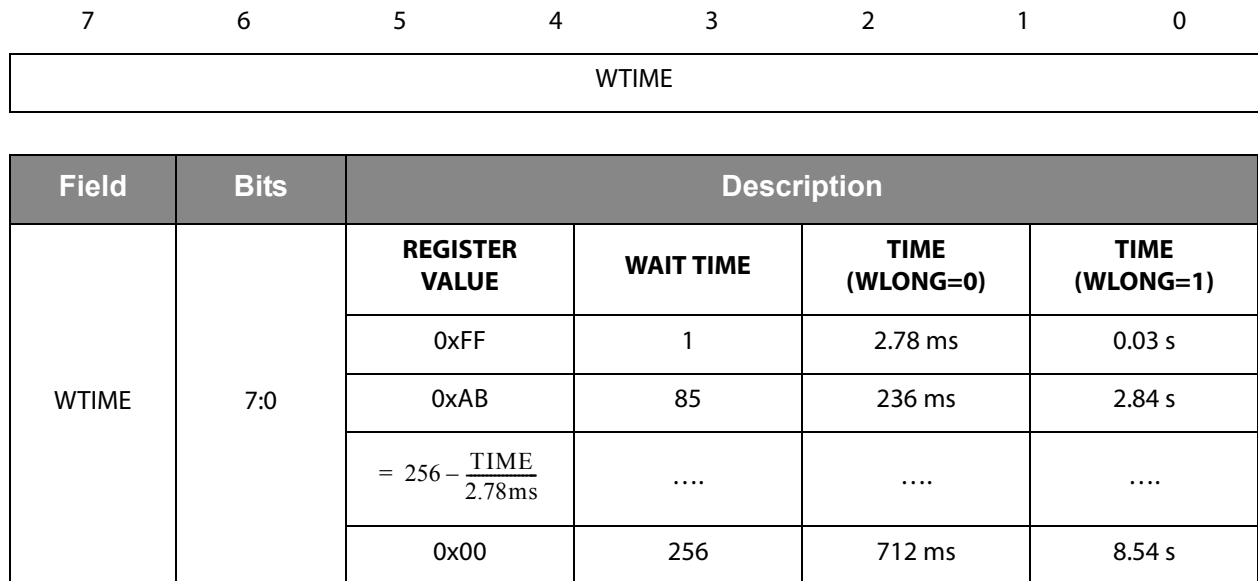 7 6 5 4 3 2 1 0
WTIME
Field Bits Description
REGISTER VALUE WAIT TIME TIME (WLONG=0) TIME (WLONG=1)
0xFF 1 2.78 ms 0.03 s
WTIME 7:0 0xAB 85 236 ms 2.84 s
= 256 – TIME / 2.78ms …. …. ….
0x00 256 712 ms 8.54 s